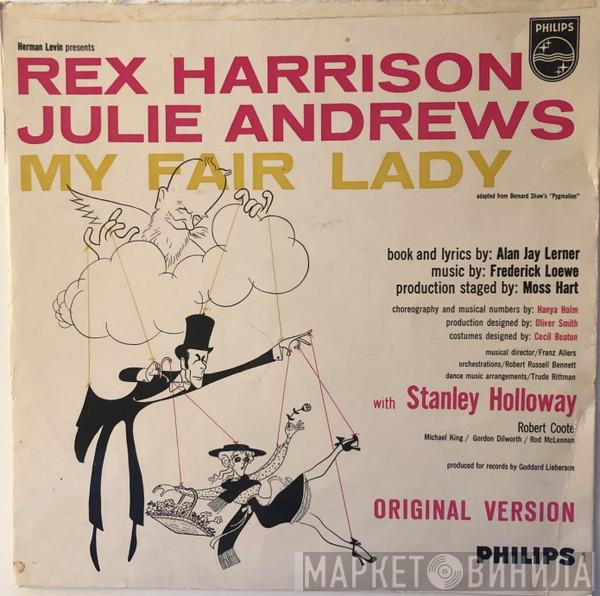 Herman Levin presents
PHILIPS
REX HARRISON
JULIE ANDREWS
MY FAIR LADY
adapted from Bernard Shaw's "Pygmalion"
book and lyrics by: Alan Jay Lerner
music by: Frederick Loewe
production staged by: Moss Hart
choreography and musical numbers by: Hanya Holm
production designed by: Oliver Smith
costumes designed by: Cecil Beaton
musical director/Franz Allers
orchestrations/Robert Russell Bennett
dance music arrangements/Trude Rittman
with Stanley Holloway
Robert Coote
Michael King / Gordon Dilworth / Rod McLennan
produced for records by Goddard Lieberson
ORIGINAL VERSION
PHILIPS
МАРКЕТ ВИНИЛА